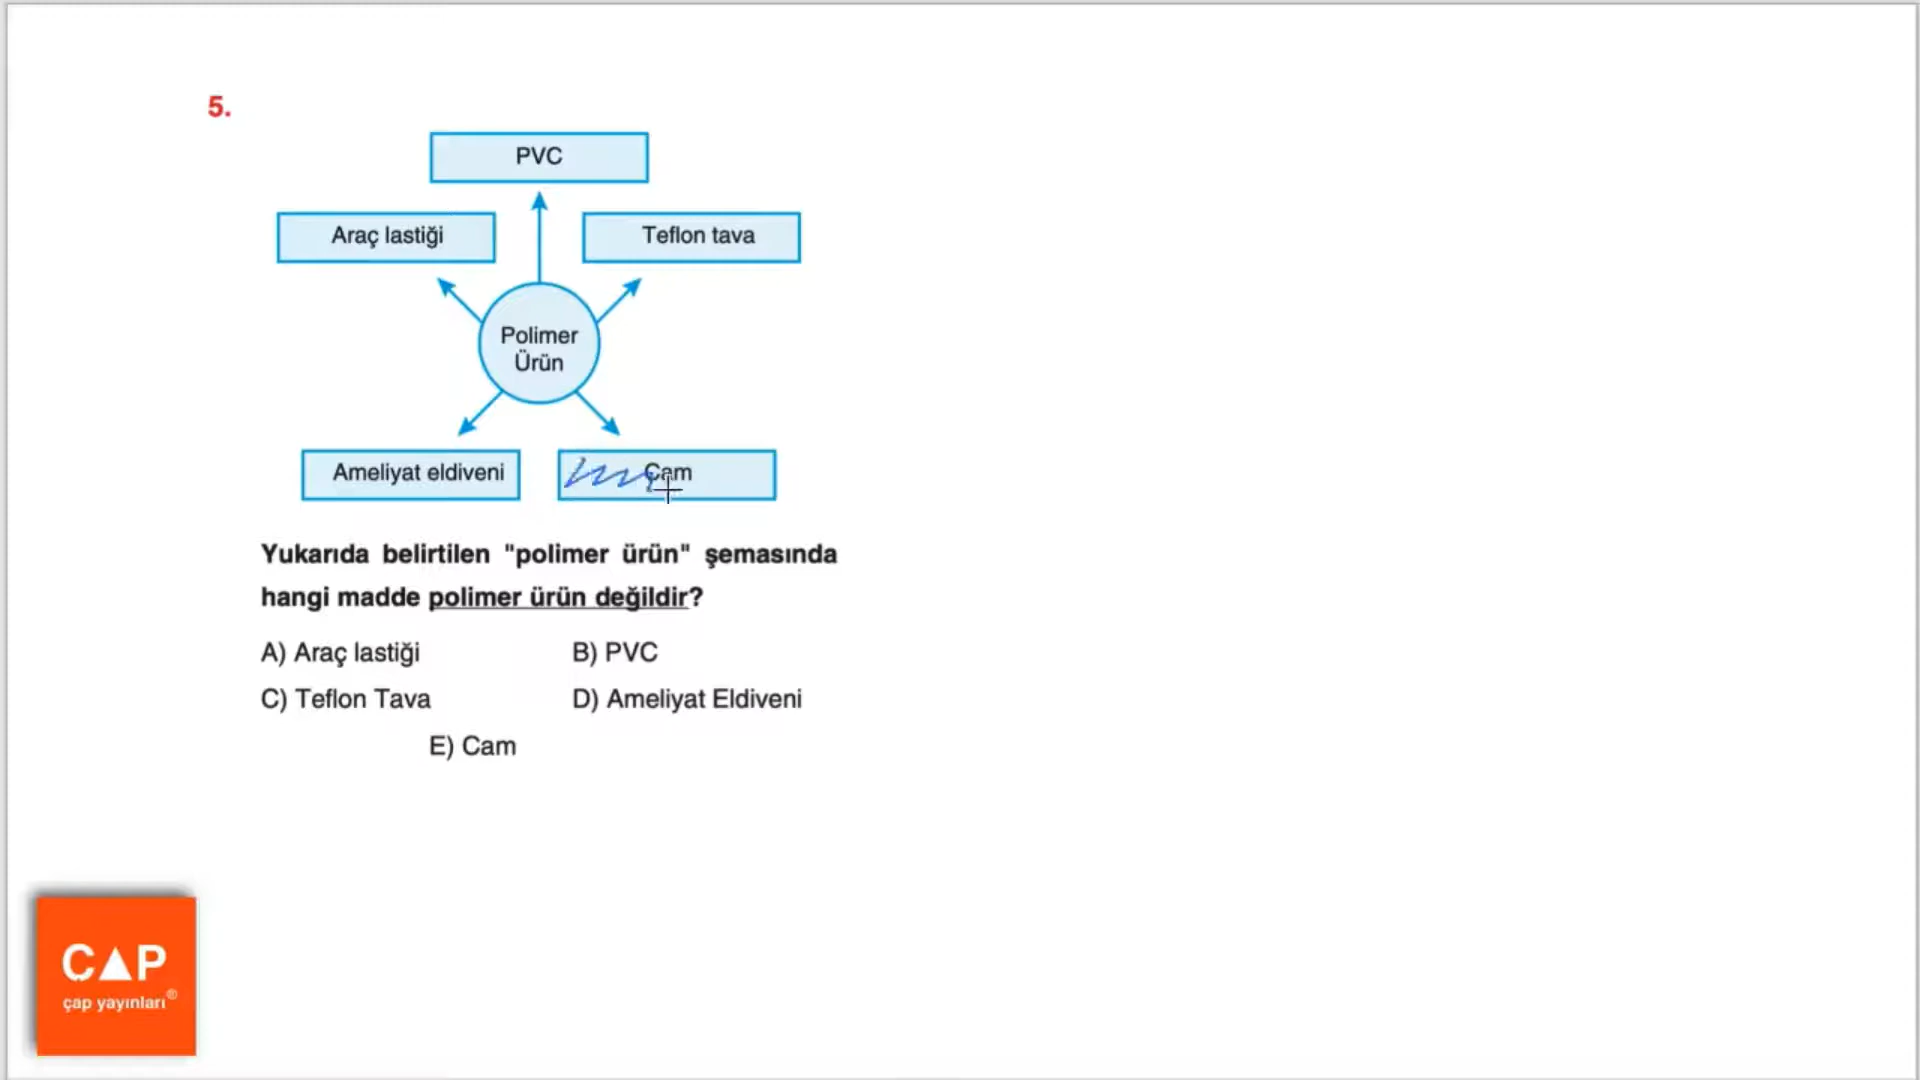 5.
PVC
Araç lastiği
Teflon tava
Polimer
Ürün
Ameliyat eldiveni
Cam
Yukarıda belirtilen "polimer ürün" şemasında
hangi madde polimer ürün değildir?
A) Araç lastiği
B) PVC
C) Teflon Tava
D) Ameliyat Eldiveni
E) Cam
ÇAP
çap yayınları®